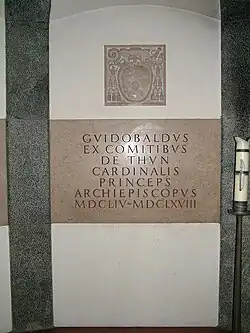 GVIDOBALDVS
EX COMITIBVS
DE THVN
CARDINALIS
PRINCEPS
ARCHIEPISCOPVS
MDCLIV-MDCLXVIII